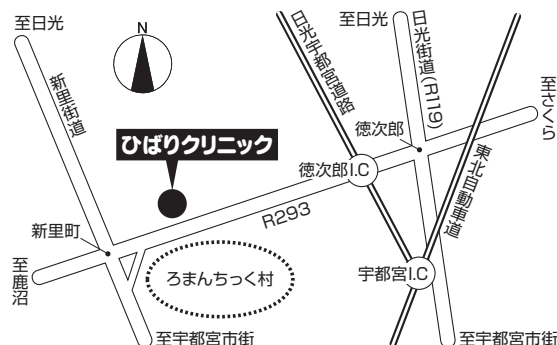 至日光
N
新里街道
ひばりクリニック
日光宇都宮道路
至日光
日光街道(R119)
至さくら
徳次郎
徳次郎I.C
東北自動車道
R293
新里町
至鹿沼
ろまんちっく村
宇都宮I.C
至宇都宮市街
至宇都宮市街